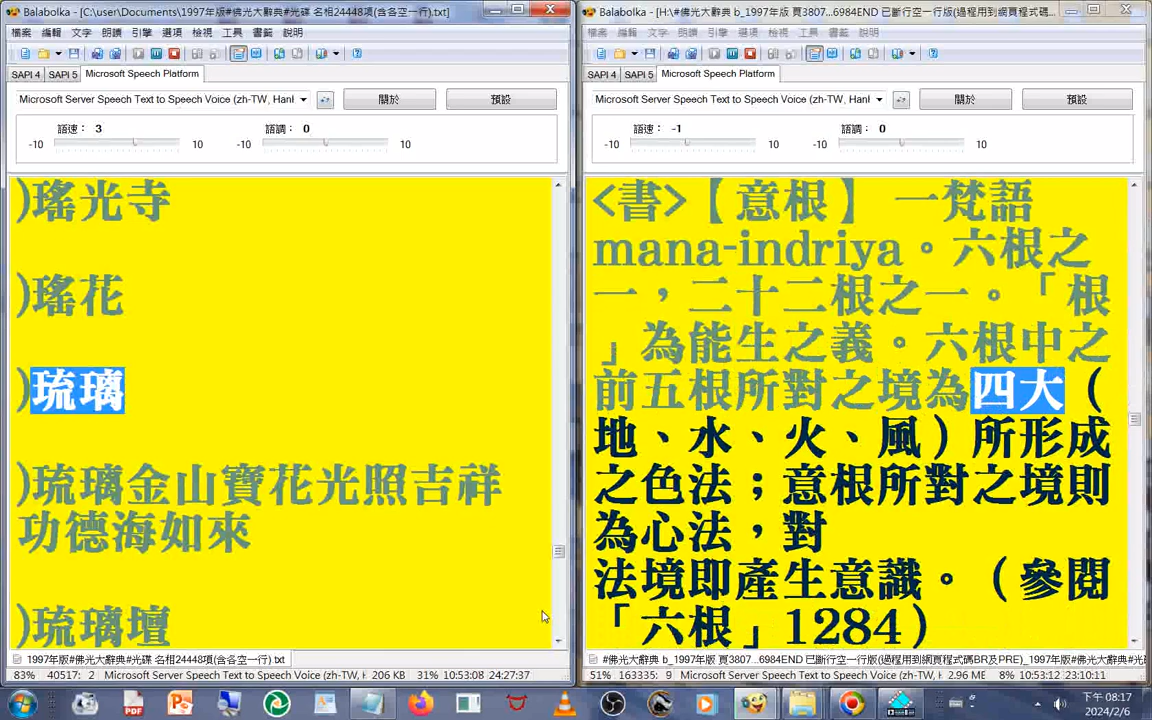 Balabolka - [C:\user\Documents\1997年版#佛光大辭典#光碟 名相24448項(含各空一行).txt]
檔案 編輯 文字 朗讀 引擎 選項 檢視 工具 書籤 說明
SAPI 4 SAPI 5 Microsoft Speech Platform
Microsoft Server Speech Text to Speech Voice (zh-TW, Hanl
關於
預設
語速： 3
語調： 0
-10 10 -10 10
)瑤光寺
)瑤花
)琉璃
)琉璃金山寶花光照吉祥
功德海如來
)琉璃壇
1997年版#佛光大辭典#光碟 名相24448項(含各空一行).txt
83% 40517: 2 Microsoft Server Speech Text to Speech Voice (zh-TW, Hanl 206 KB 31% 10:53:08 24:27:37
Balabolka - [H:\#佛光大辭典 b_1997年版 頁3807...6984END 已斷行空一行版(過程用到網頁程式碼...
檔案 編輯 文字 朗讀 引擎 選項 檢視 工具 書籤 說明
SAPI 4 SAPI 5 Microsoft Speech Platform
Microsoft Server Speech Text to Speech Voice (zh-TW, Hanl
關於
預設
語速： -1
語調： 0
-10 10 -10 10
<書>【意根】 一梵語
mana-indriya。六根之
一，二十二根之一。「根
」為能生之義。六根中之
前五根所對之境為四大（
地、水、火、風）所形成
之色法；意根所對之境則
為心法，對
法境即產生意識。（參閱
「六根」1284）
#佛光大辭典 b_1997年版 頁3807...6984END 已斷行空一行版(過程用到網頁程式碼BR及PRE)_1997年版#佛光
51% 163335: 9 Microsoft Server Speech Text to Speech Voice (zh-TW, Hanl 2.96 ME 8% 10:53:12 23:10:11
下午 08:17
2024/2/6